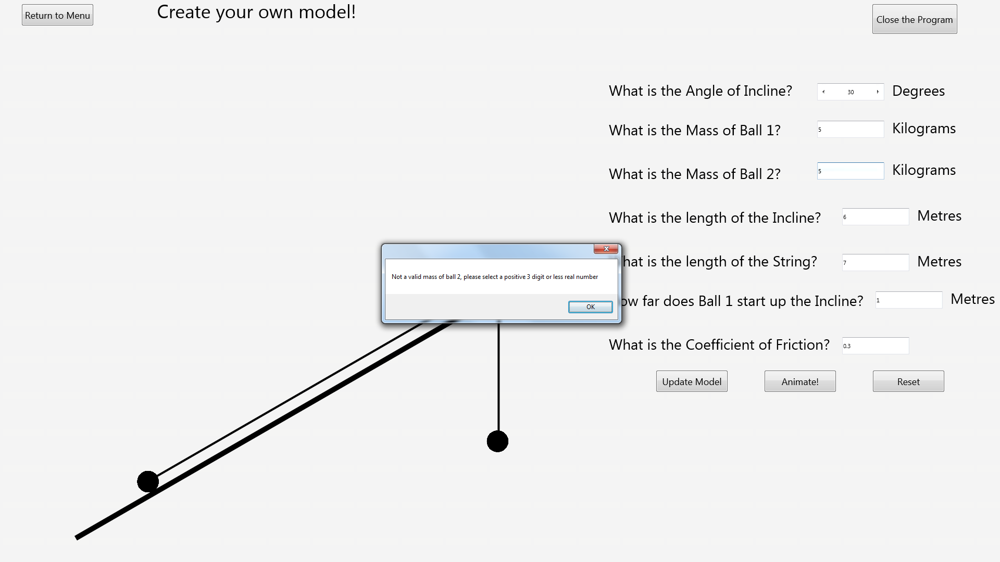 Return to Menu
Create your own model!
Close the Program
What is the Angle of Incline? 30 Degrees
What is the Mass of Ball 1? 5 Kilograms
What is the Mass of Ball 2? 5 Kilograms
What is the length of the Incline? 6 Metres
hat is the length of the String? 7 Metres
Not a valid mass of ball 2, please select a positive 3 digit or less real number
OK
ow far does Ball 1 start up the Incline? 1 Metres
What is the Coefficient of Friction? 0.3
Update Model Animate! Reset